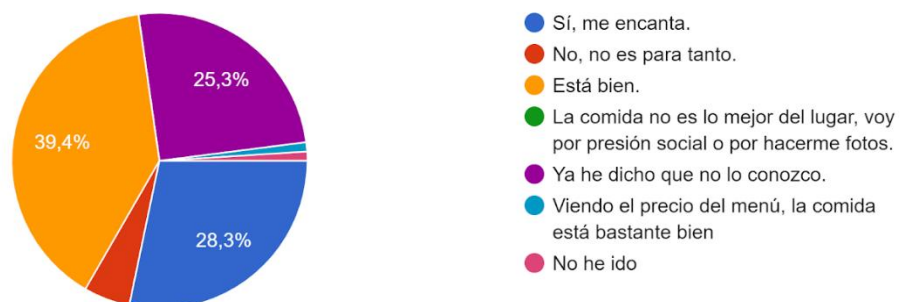 25,3%
39,4%
28,3%
Sí, me encanta.
No, no es para tanto.
Está bien.
La comida no es lo mejor del lugar, voy
por presión social o por hacerme fotos.
Ya he dicho que no lo conozco.
Viendo el precio del menú, la comida
está bastante bien
No he ido